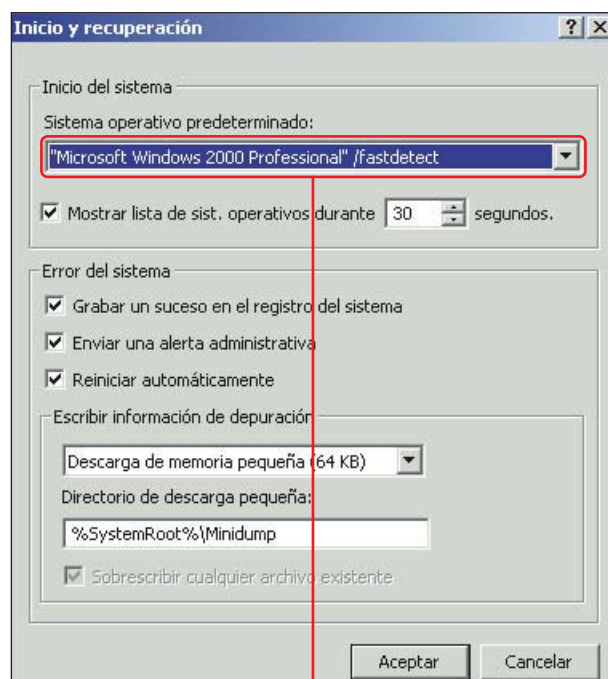 Inicio y recuperación
Inicio del sistema
Sistema operativo predeterminado:
"Microsoft Windows 2000 Professional" /fastdetect
Mostrar lista de sist. operativos durante 30 segundos.
Error del sistema
Grabar un suceso en el registro del sistema
Enviar una alerta administrativa
Reiniciar automáticamente
Escribir información de depuración
Descarga de memoria pequeña (64 KB)
Directorio de descarga pequeña:
%SystemRoot%\Minidump
Sobrescribir cualquier archivo existente
Aceptar Cancelar